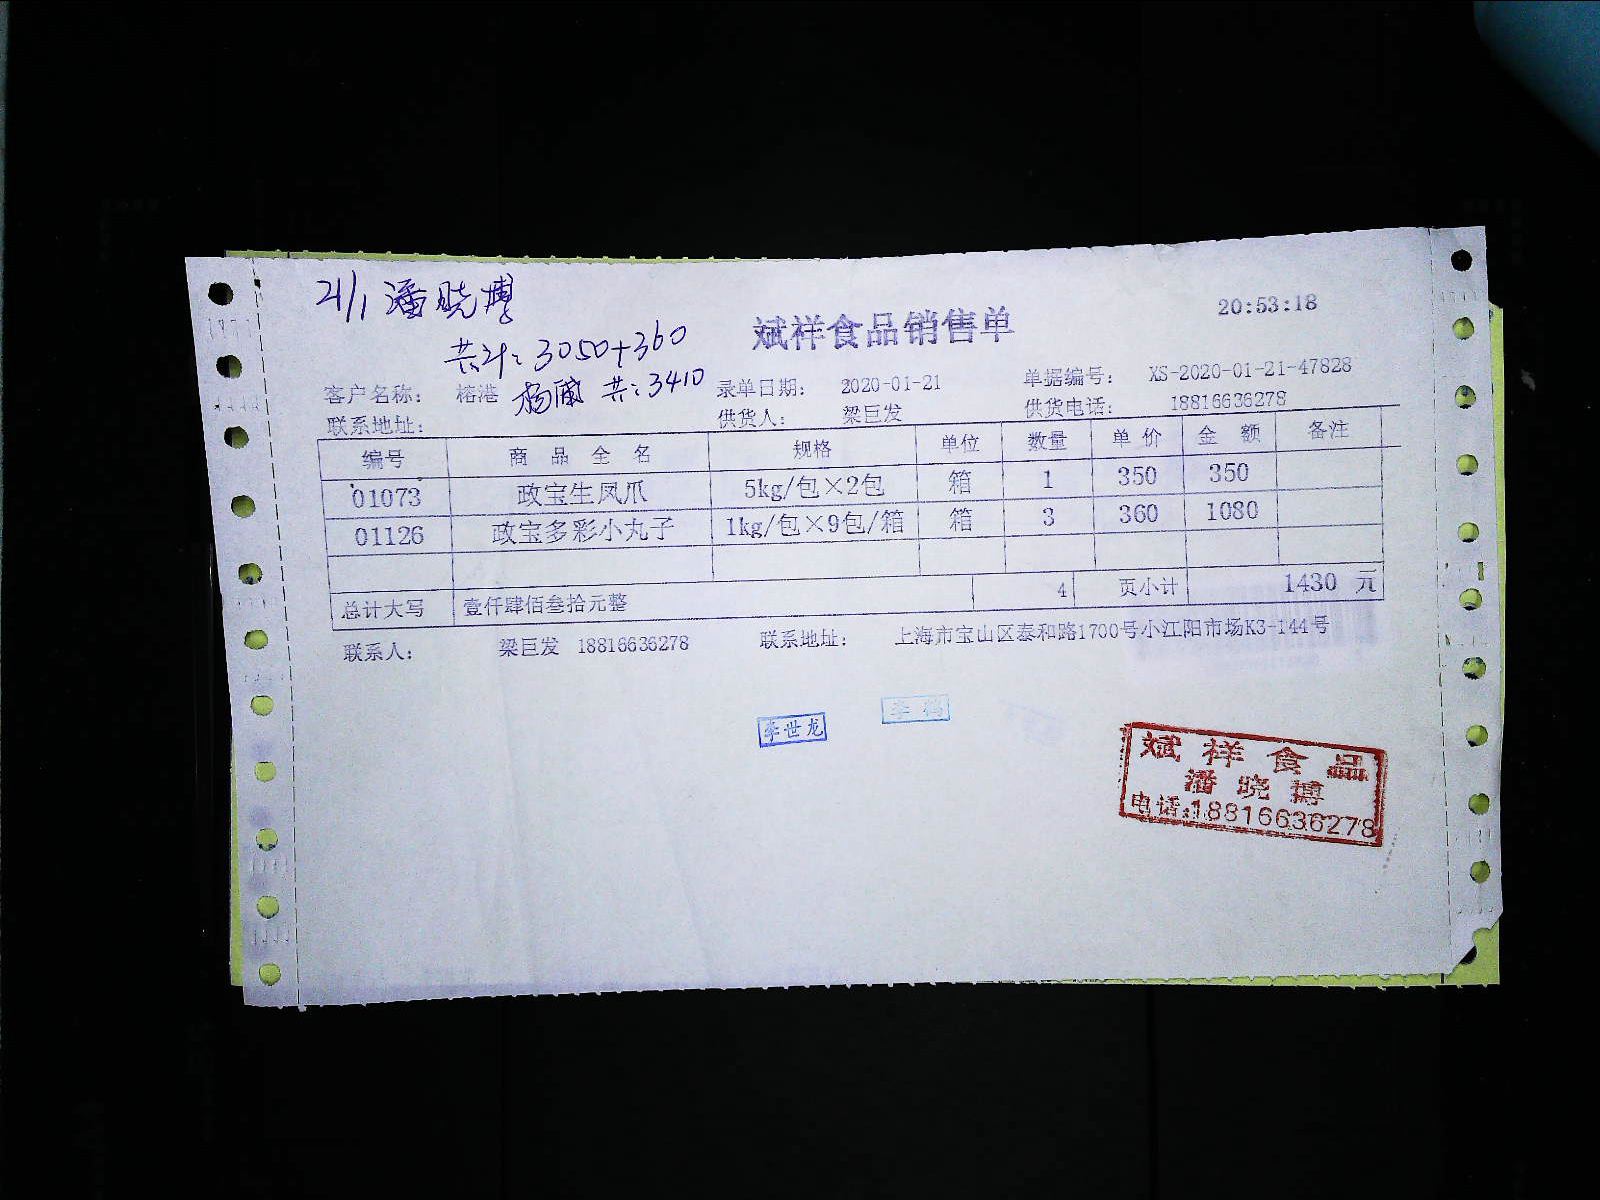 21/1 潘晓博
共计：3050+360
斌祥食品销售单
20:53:18
客户名称： 榕港 共：3410 录单日期： 2020-01-21 单据编号： XS-2020-01-21-47828
联系地址： 供货人： 梁巨发 供货电话： 18816636278
编号 商 品 全 名 规格 单位 数量 单 价 金 额 备注
01073 政宝生凤爪 5kg/包×2包 箱 1 350 350
01126 政宝多彩小丸子 1kg/包×9包/箱 箱 3 360 1080
总计大写 壹仟肆佰叁拾元整 4 页小计 1430 元
联系人： 梁巨发 18816636278 联系地址： 上海市宝山区泰和路1700号小江阳市场K3-144号
李世龙
斌祥食品
潘晓博
电话:18816636278